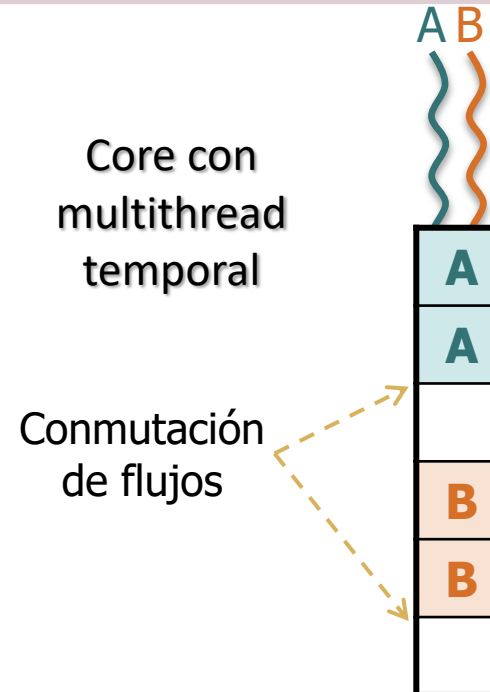 A B
Core con
multithread
temporal
A
A
Conmutación
de flujos
B
B